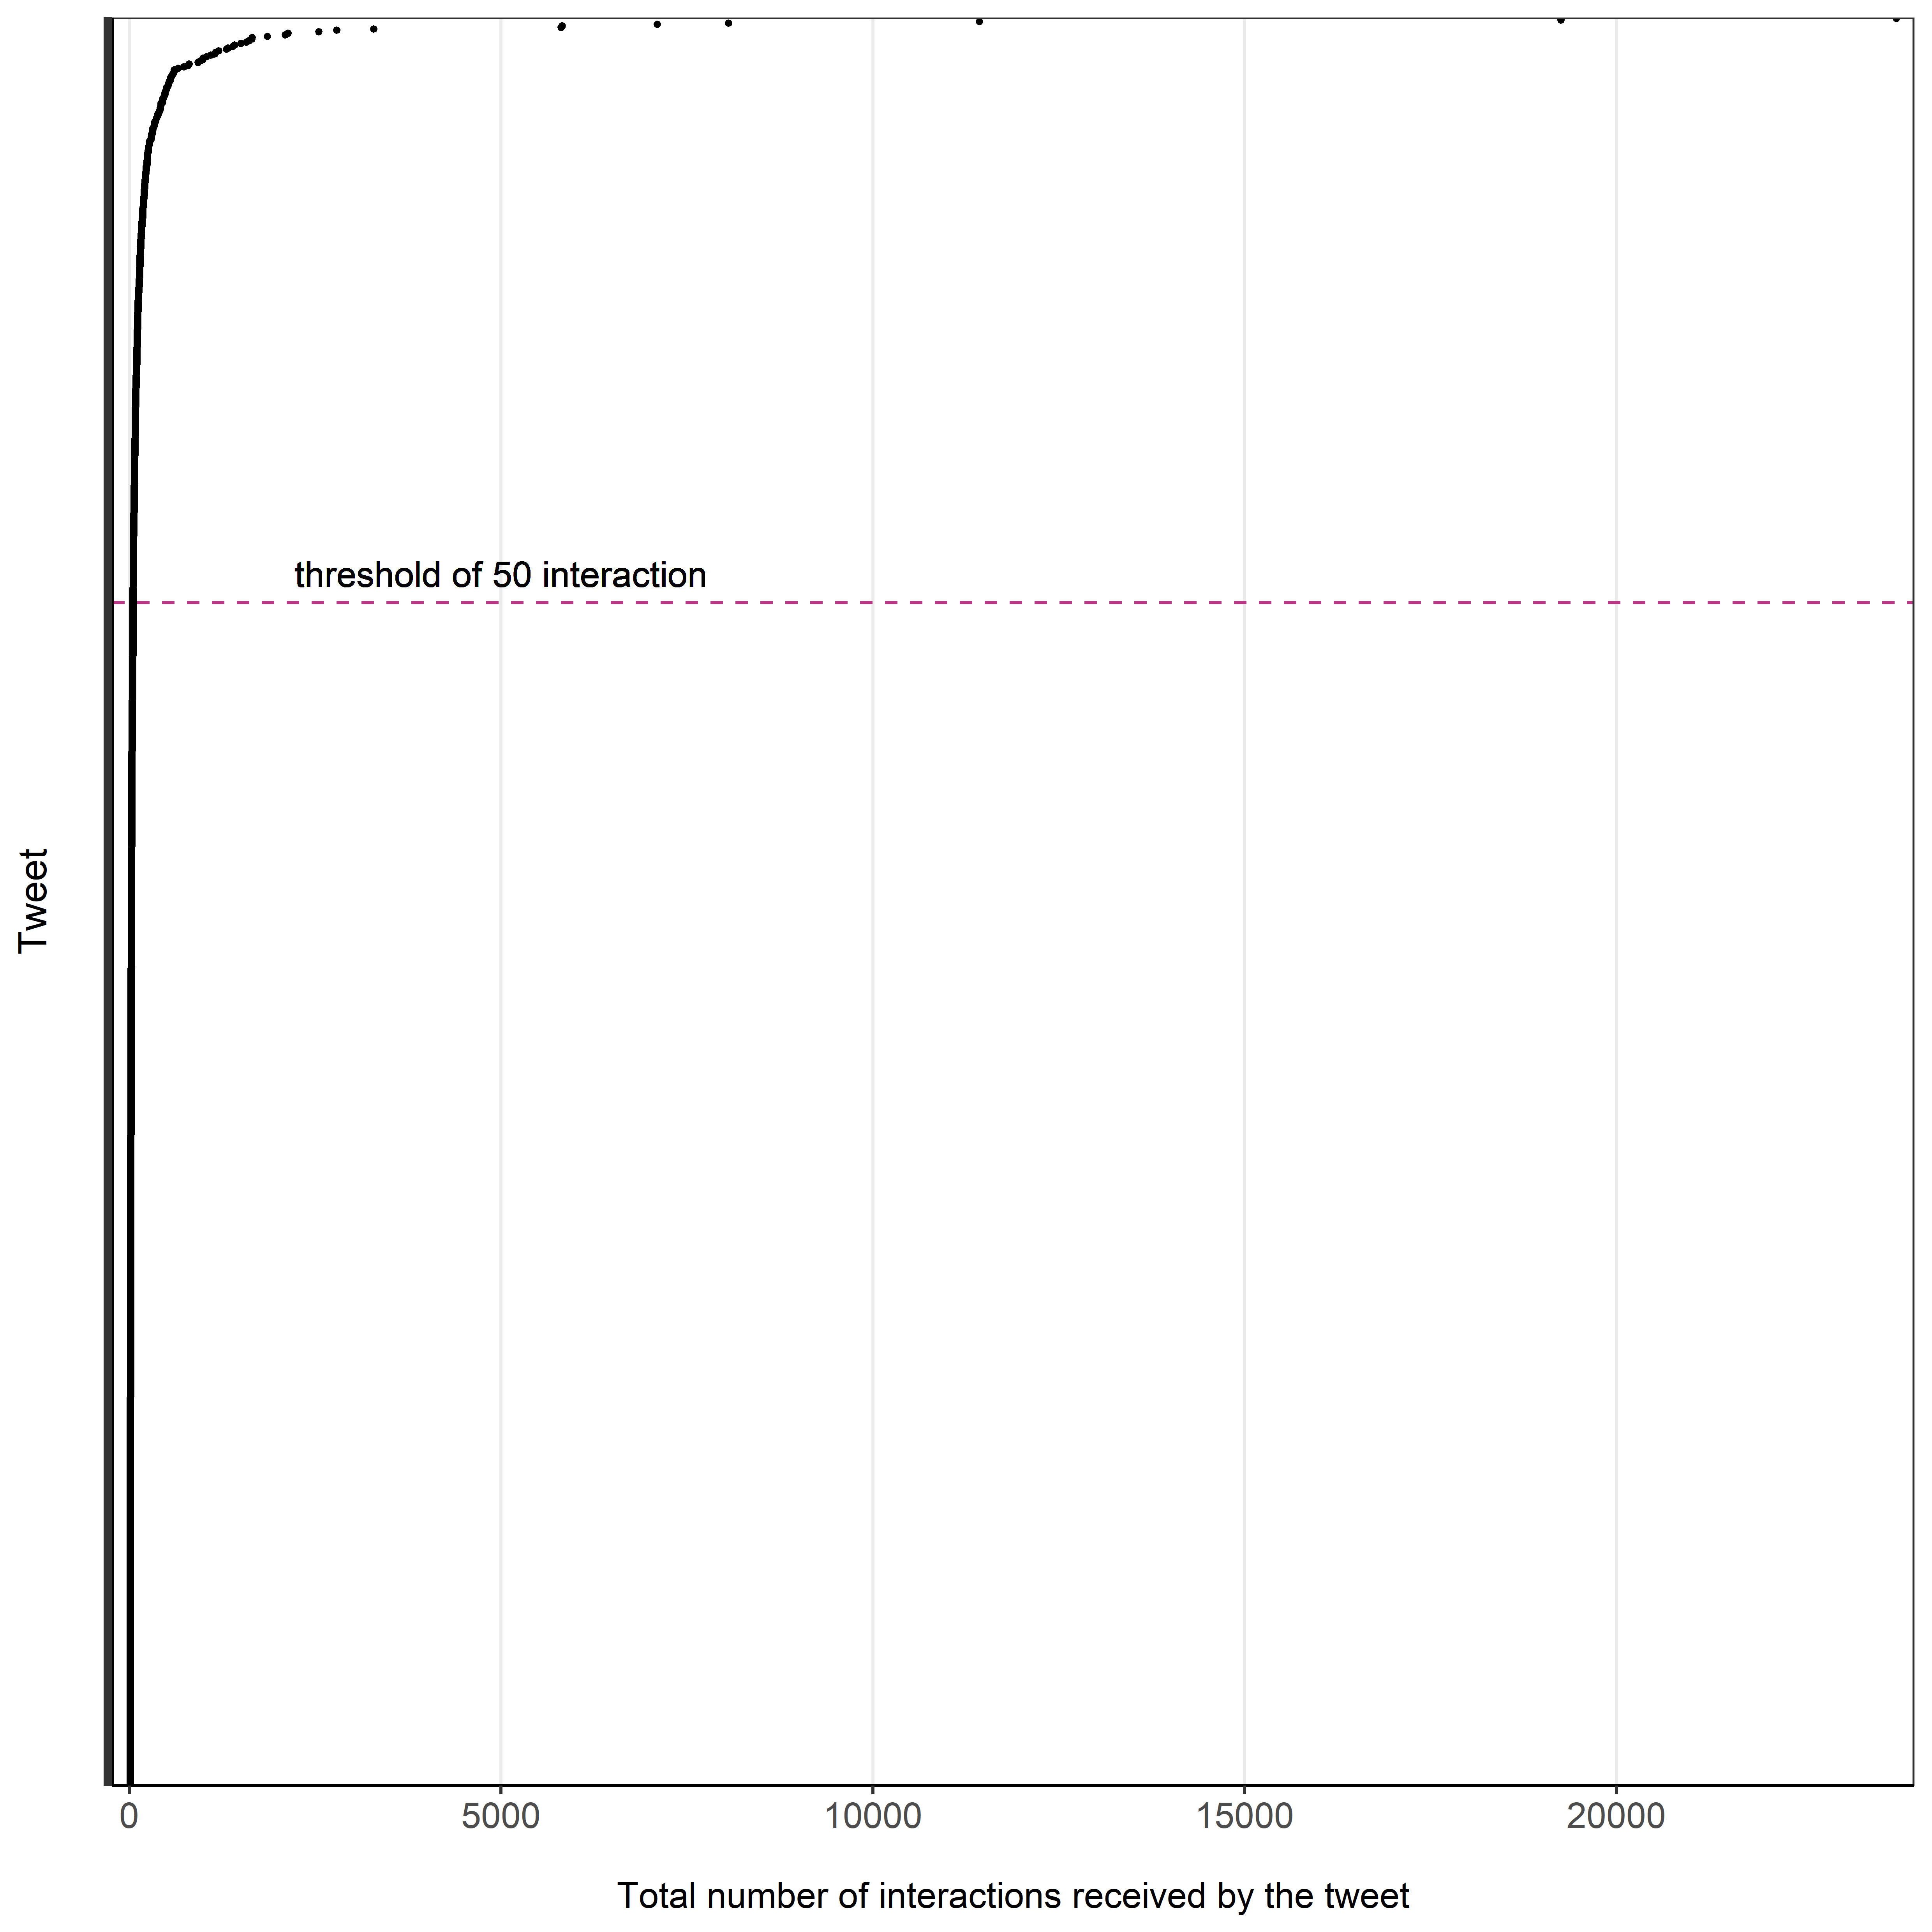 threshold of 50 interaction
Tweet
0 5000 10000 15000 20000
Total number of interactions received by the tweet